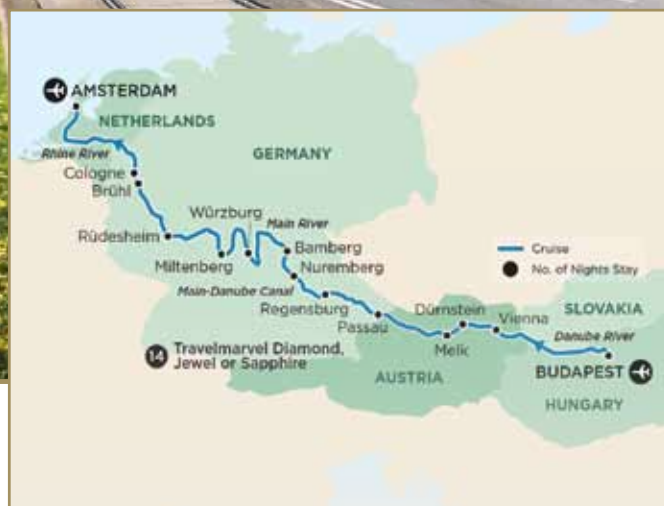 AMSTERDAM
NETHERLANDS
Rhine River
GERMANY
Cologne
Brühl
Würzburg
Main River
Rüdesheim
Bamberg
Miltenberg
Nuremberg
Main-Danube Canal
Regensburg
Cruise
No. of Nights Stay
SLOVAKIA
Dürnstein
Vienna
Passau
Danube River
14 Travelmarvel Diamond,
Jewel or Sapphire
Melk
BUDAPEST
AUSTRIA
HUNGARY